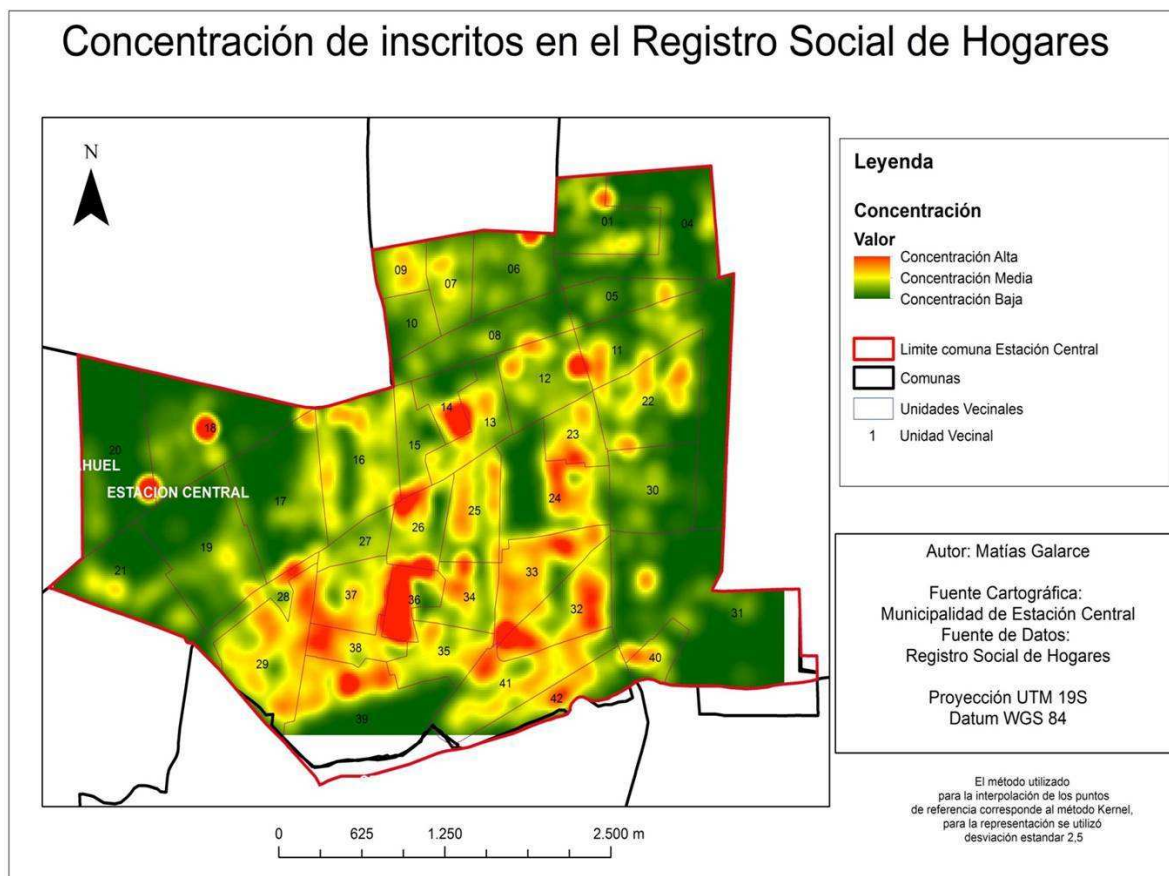 Concentración de inscritos en el Registro Social de Hogares
N
01
04
09
07
06
10
05
08
11
12
22
14
13
15
23
18
20
16
AHUEL
ESTACION CENTRAL
17
24
30
25
26
27
19
21
33
28
37
36
34
32
31
38
35
40
29
41
42
39
0 625 1.250 2.500 m
Leyenda
Concentración
Valor
Concentración Alta
Concentración Media
Concentración Baja
Limite comuna Estación Central
Comunas
Unidades Vecinales
1 Unidad Vecinal
Autor: Matías Galarce
Fuente Cartográfica:
Municipalidad de Estación Central
Fuente de Datos:
Registro Social de Hogares
Proyección UTM 19S
Datum WGS 84
El método utilizado
para la interpolación de los puntos
de referencia corresponde al método Kernel,
para la representación se utilizó
desviación estandar 2,5